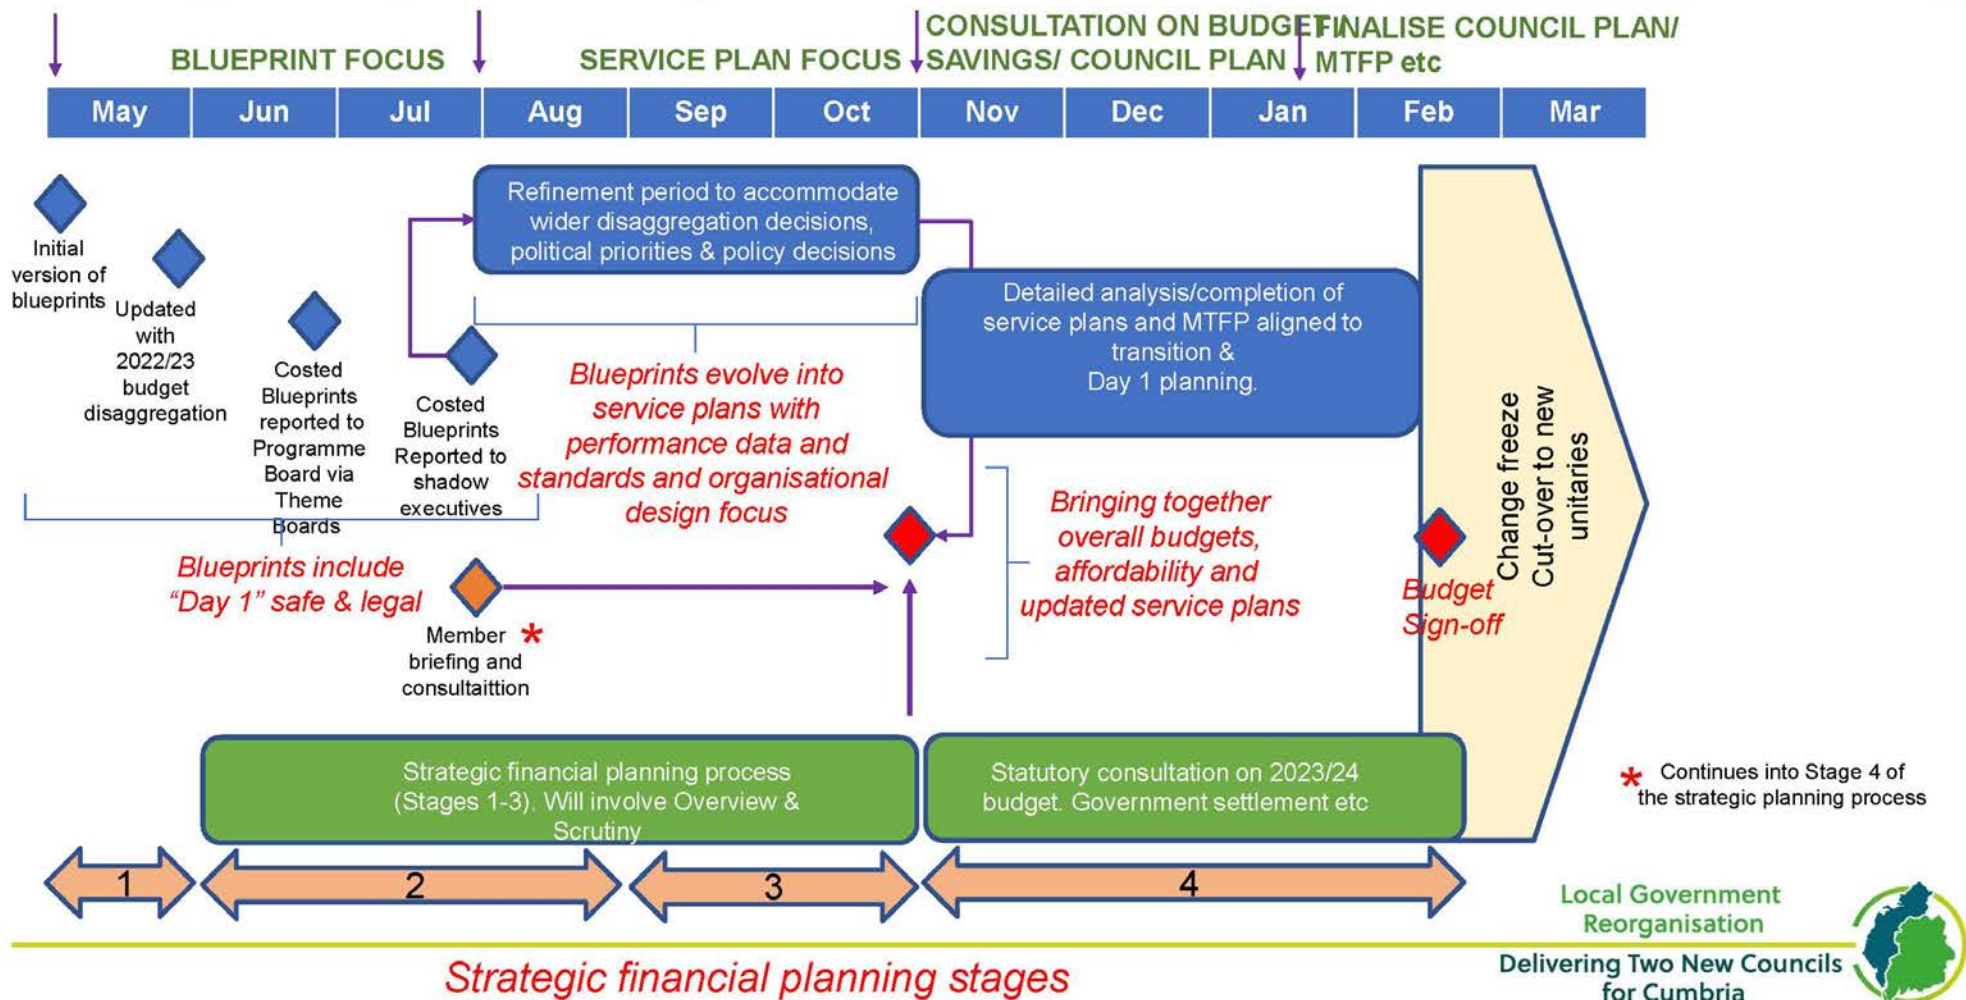 CONSULTATION ON BUDGET/
SAVINGS/ COUNCIL PLAN
FINALISE COUNCIL PLAN/
MTFP etc
BLUEPRINT FOCUS
SERVICE PLAN FOCUS
May
Jun
Jul
Aug
Sep
Oct
Nov
Dec
Jan
Feb
Mar
Initial
version of
blueprints
Updated
with
2022/23
budget
disaggregation
Costed
Blueprints
reported to
Programme
Board via
Theme
Boards
Costed
Blueprints
Reported to
shadow
executives
Refinement period to accommodate
wider disaggregation decisions,
political priorities & policy decisions
Detailed analysis/completion of
service plans and MTFP aligned to
transition &
Day 1 planning.
Blueprints evolve into
service plans with
performance data and
standards and organisational
design focus
Blueprints include
“Day 1” safe & legal
Member *
briefing and
consultaittion
Bringing together
overall budgets,
affordability and
updated service plans
Budget
Sign-off
Change freeze
Cut-over to new
unitaries
Strategic financial planning process
(Stages 1-3). Will involve Overview &
Scrutiny
Statutory consultation on 2023/24
budget. Government settlement etc
* Continues into Stage 4 of
the strategic planning process
1
2
3
4
Strategic financial planning stages
Local Government
Reorganisation
Delivering Two New Councils
for Cumbria